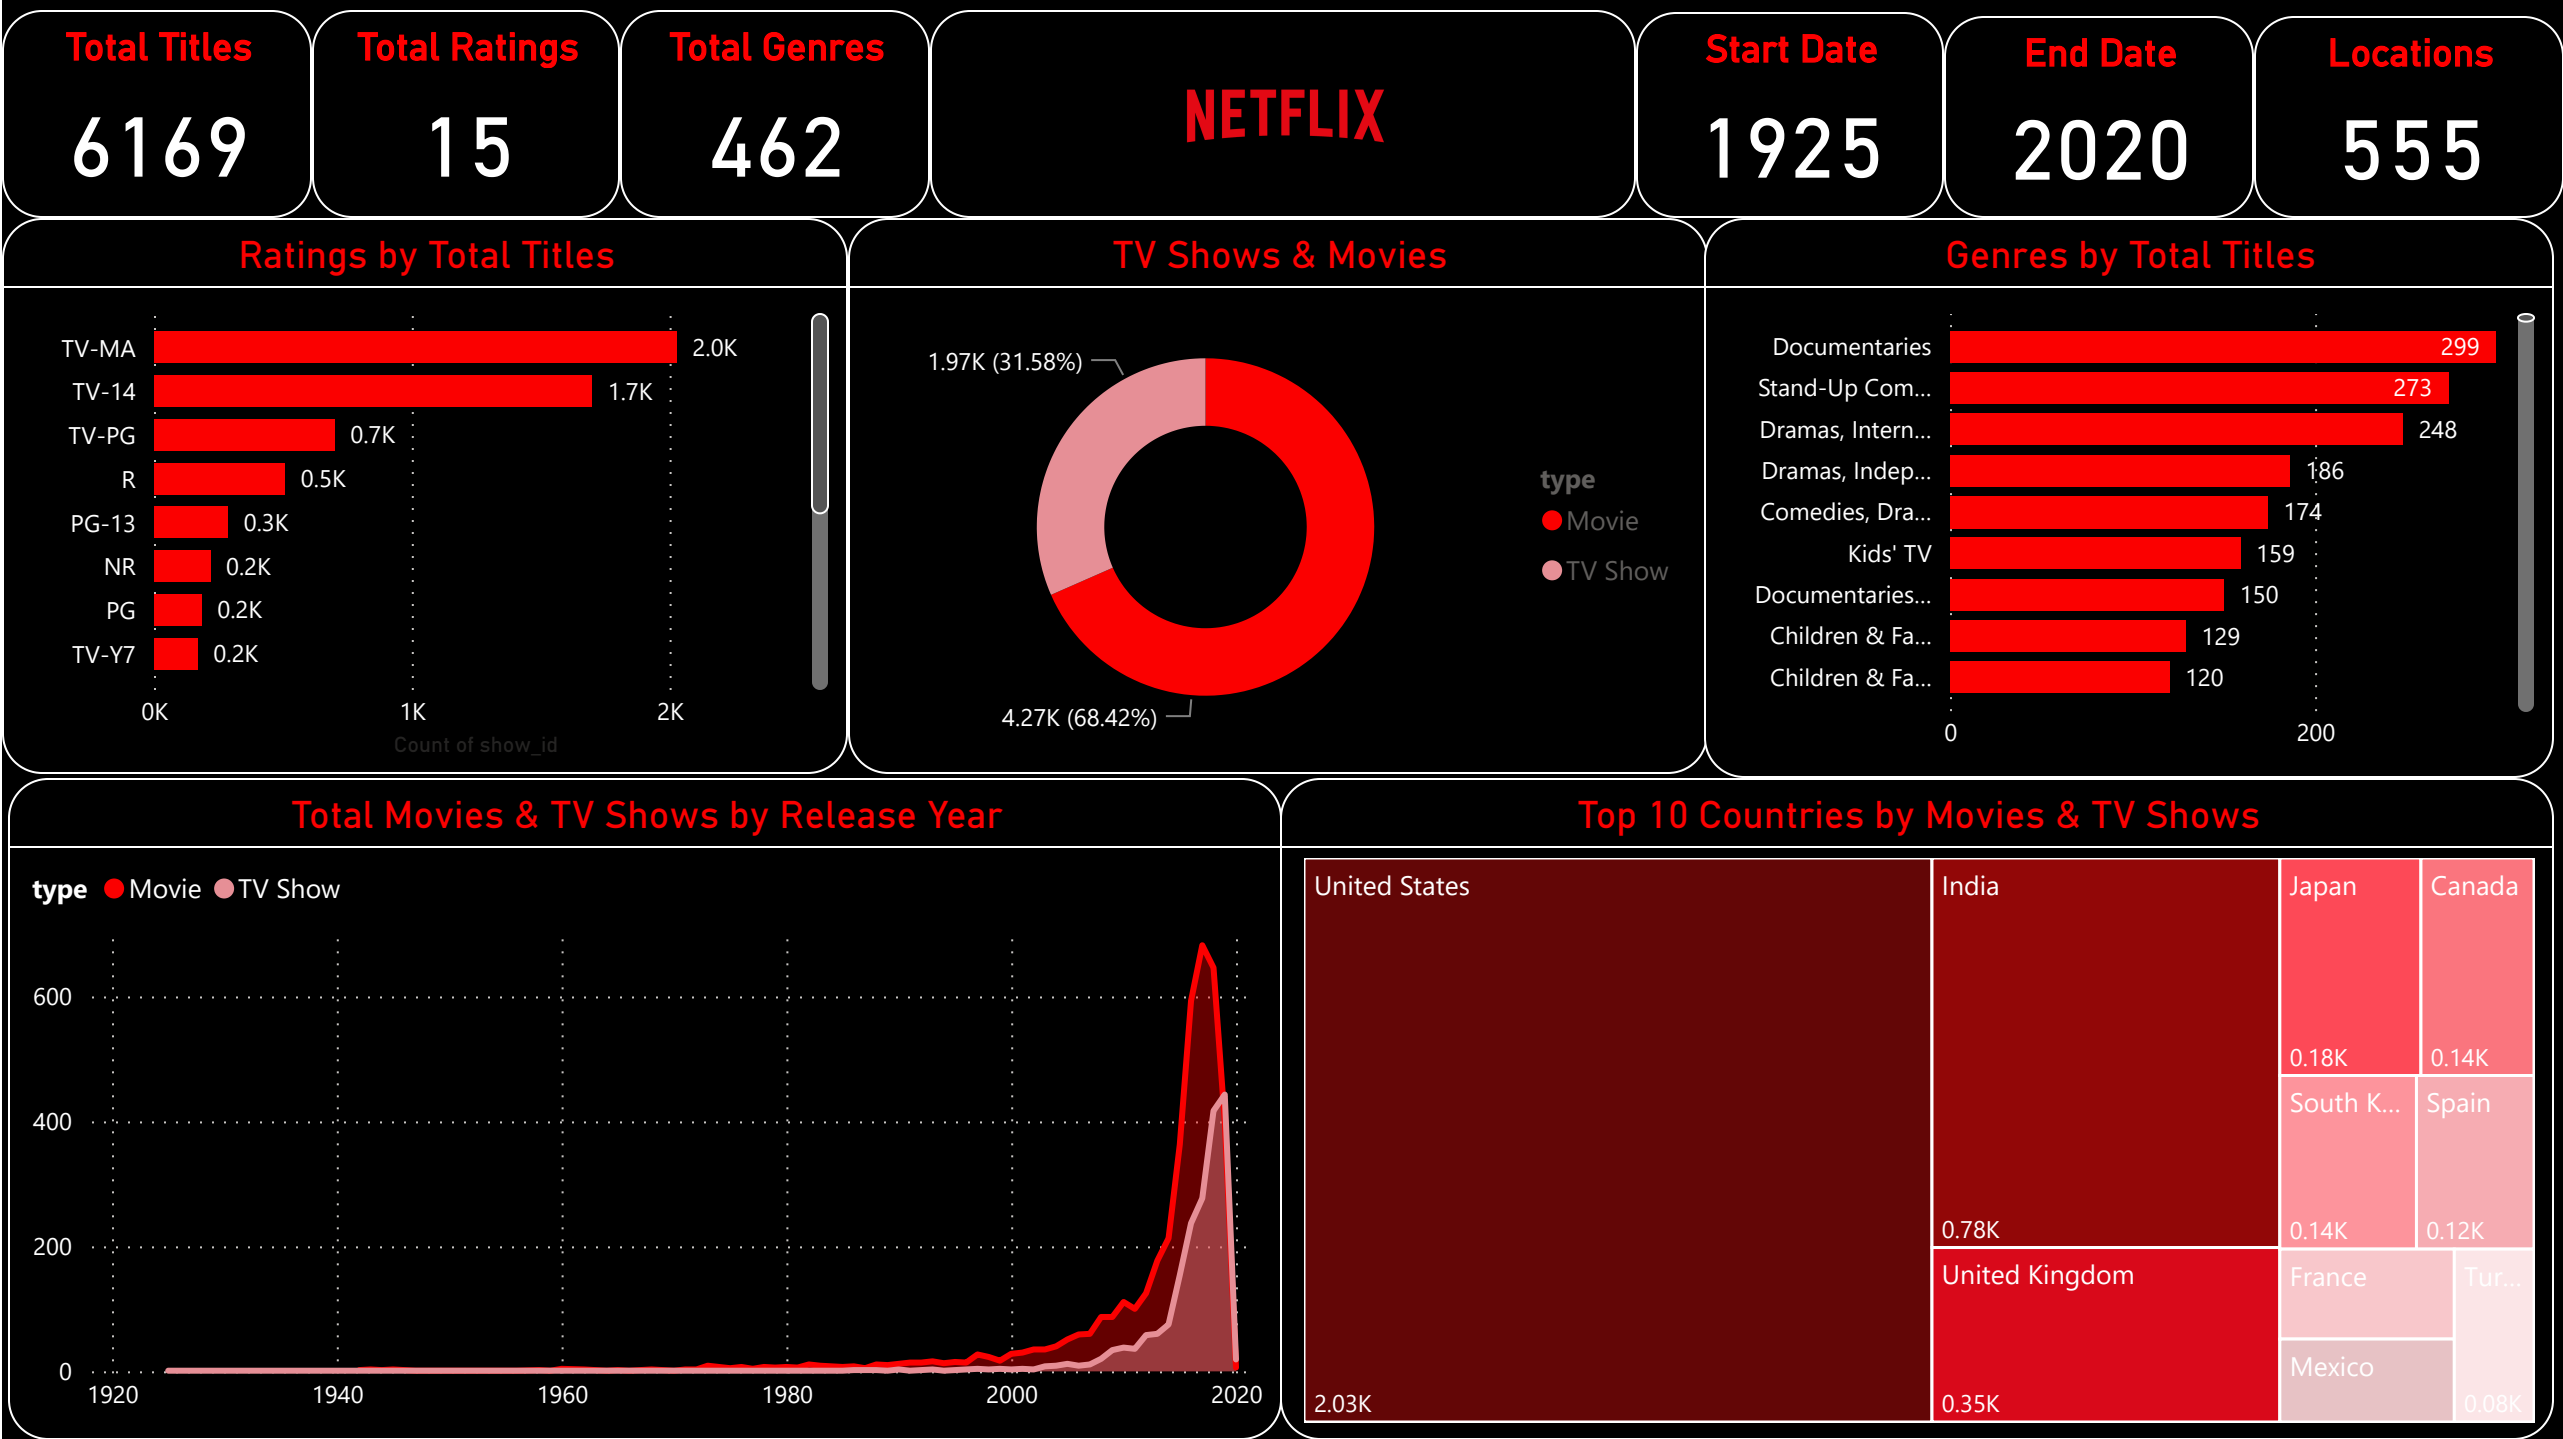 Total Titles
6169
Total Ratings
15
Total Genres
462
NETFLIX
Start Date
1925
End Date
2020
Locations
555
Ratings by Total Titles
TV-MA 2.0K
TV-14 1.7K
TV-PG 0.7K
R 0.5K
PG-13 0.3K
NR 0.2K
PG 0.2K
TV-Y7 0.2K
0K 1K 2K
Count of show_id
TV Shows & Movies
1.97K (31.58%)
4.27K (68.42%)
type
Movie
TV Show
Genres by Total Titles
Documentaries 299
Stand-Up Com... 273
Dramas, Intern... 248
Dramas, Indep... 186
Comedies, Dra... 174
Kids' TV 159
Documentaries... 150
Children & Fa... 129
Children & Fa... 120
0 200
Total Movies & TV Shows by Release Year
type Movie TV Show
600
400
200
0
1920 1940 1960 1980 2000 2020
Top 10 Countries by Movies & TV Shows
United States
2.03K
India
0.78K
United Kingdom
0.35K
Japan
0.18K
Canada
0.14K
South K...
0.14K
Spain
0.12K
France
Mexico
Tur...
0.08K